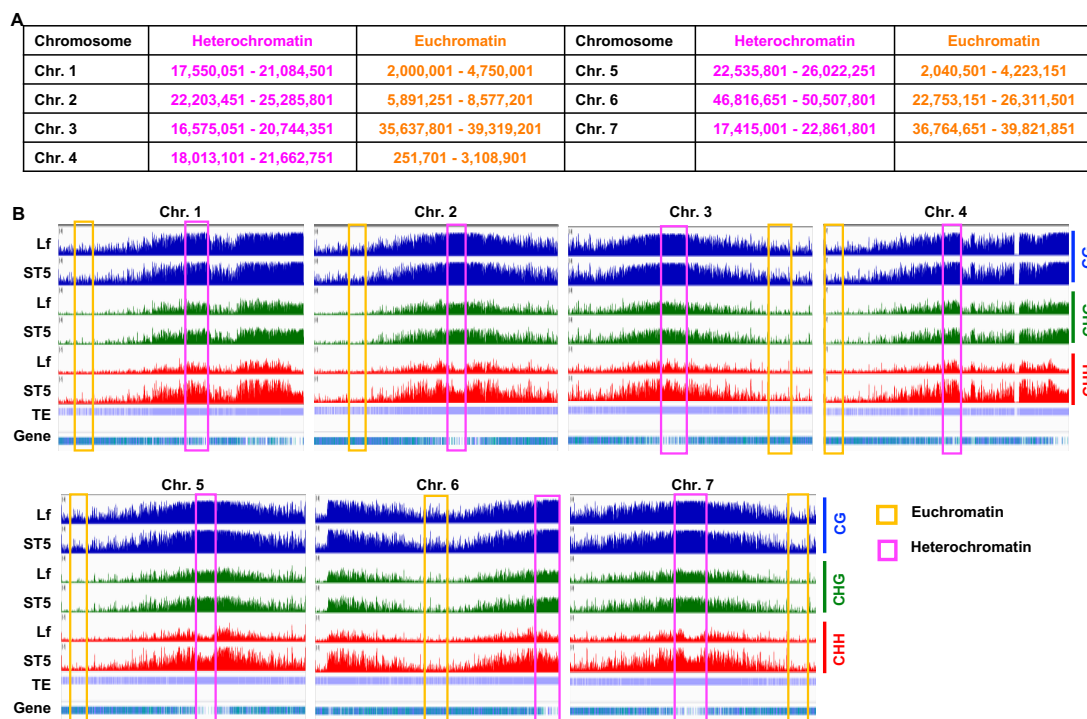 A
Chromosome Heterochromatin Euchromatin Chromosome Heterochromatin Euchromatin
Chr. 1 17,550,051 - 21,084,501 2,000,001 - 4,750,001 Chr. 5 22,535,801 - 26,022,251 2,040,501 - 4,223,151
Chr. 2 22,203,451 - 25,285,801 5,891,251 - 8,577,201 Chr. 6 46,816,651 - 50,507,801 22,753,151 - 26,311,501
Chr. 3 16,575,051 - 20,744,351 35,637,801 - 39,319,201 Chr. 7 17,415,001 - 22,861,801 36,764,651 - 39,821,851
Chr. 4 18,013,101 - 21,662,751 251,701 - 3,108,901
B
Chr. 1 Chr. 2 Chr. 3 Chr. 4
Lf
ST5
CG
Lf
ST5
CHG
Lf
ST5
CHH
TE
Gene
Chr. 5 Chr. 6 Chr. 7
Lf
ST5
CG
Lf
ST5
CHG
Lf
ST5
CHH
TE
Gene
Euchromatin
Heterochromatin